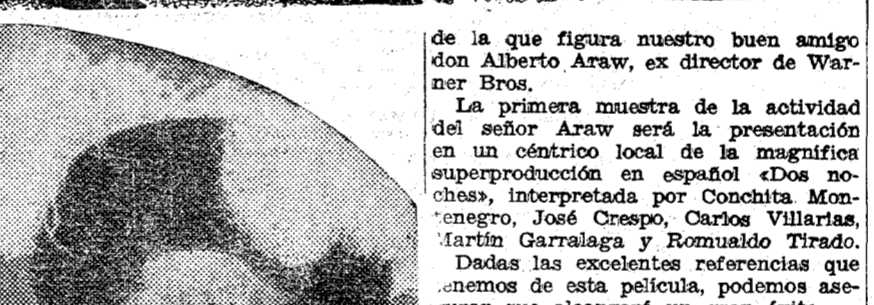 de la que figura nuestro buen amigo
don Alberto Araw, ex director de War-
ner Bros.
La primera muestra de la actividad
del señor Araw será la presentación
en un céntrico local de la magnífica
superproducción en español «Dos no-
ches», interpretada por Conchita Mon-
tenegro, José Crespo, Carlos Villarias,
Martín Garralaga y Romualdo Tirado.
Dadas las excelentes referencias que
tenemos de esta película, podemos ase-